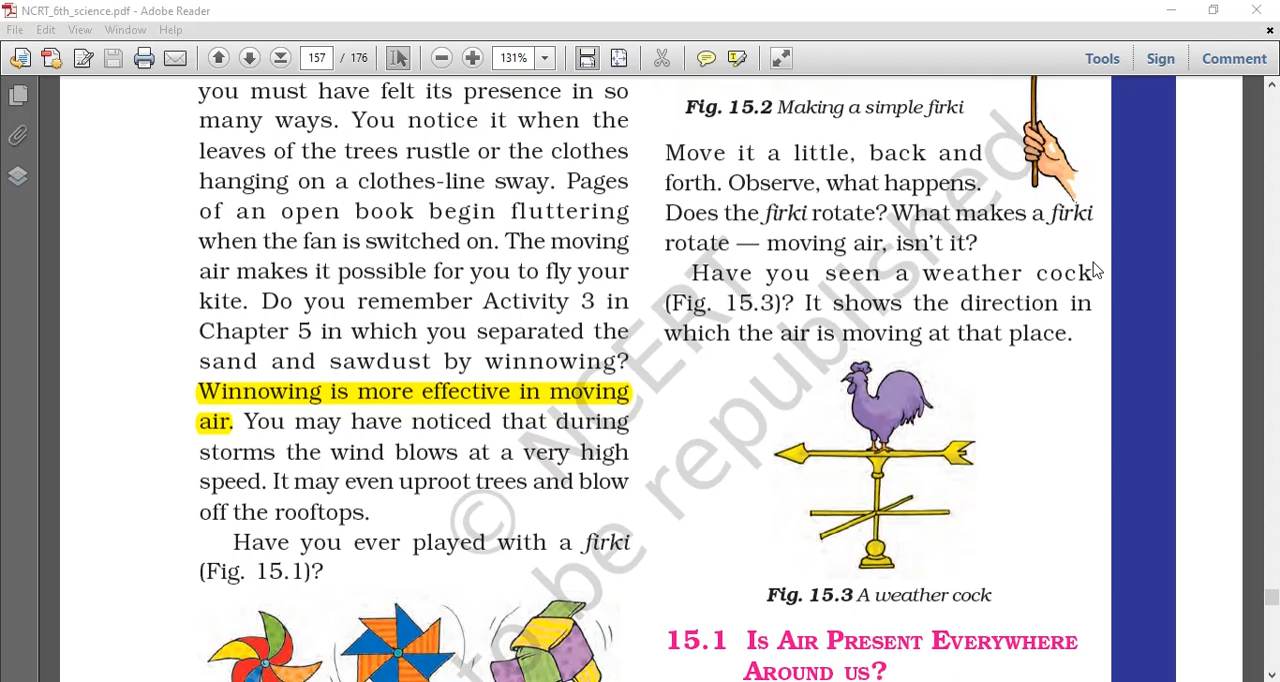 NCRT_6th_science.pdf - Adobe Reader
File Edit View Window Help
157 / 176 131% Tools Sign Comment
you must have felt its presence in so
many ways. You notice it when the
leaves of the trees rustle or the clothes
hanging on a clothes-line sway. Pages
of an open book begin fluttering
when the fan is switched on. The moving
air makes it possible for you to fly your
kite. Do you remember Activity 3 in
Chapter 5 in which you separated the
sand and sawdust by winnowing?
Winnowing is more effective in moving
air. You may have noticed that during
storms the wind blows at a very high
speed. It may even uproot trees and blow
off the rooftops.
Have you ever played with a firki
(Fig. 15.1)?
Fig. 15.2 Making a simple firki
Move it a little, back and
forth. Observe, what happens.
Does the firki rotate? What makes a firki
rotate — moving air, isn't it?
Have you seen a weather cock
(Fig. 15.3)? It shows the direction in
which the air is moving at that place.
Fig. 15.3 A weather cock
15.1 Is Air Present Everywhere
Around us?
© NCERT
to be republished